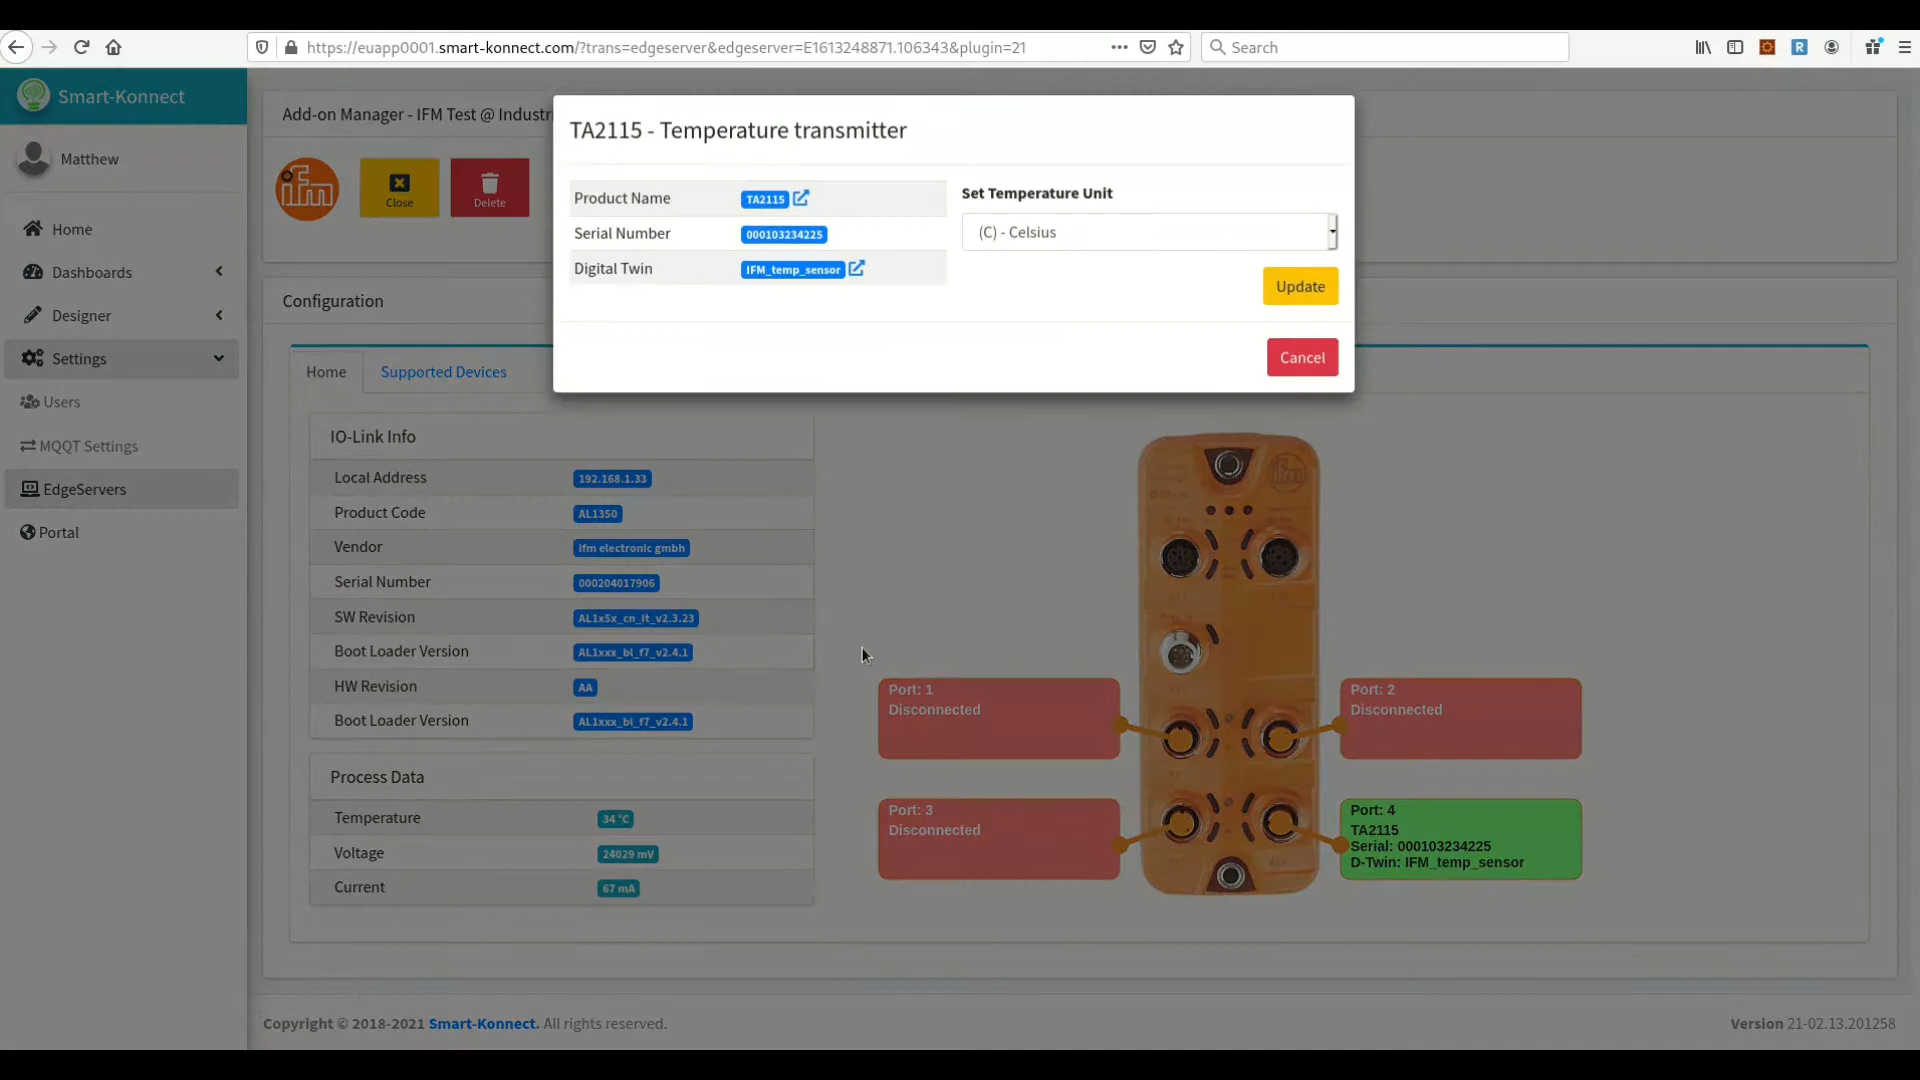 https://euapp0001.smart-konnect.com/?trans=edgeserver&edgeserver=E1613248871.106343&plugin=21
Search
Smart-Konnect
Matthew
Home
Dashboards
Designer
Settings
Users
MQQT Settings
EdgeServers
Portal
Add-on Manager - IFM Test @ Industri
ifm
Close
Delete
TA2115 - Temperature transmitter
Product Name TA2115
Serial Number 000103234225
Digital Twin IFM_temp_sensor
Set Temperature Unit
(C) - Celsius
Update
Cancel
Configuration
Home Supported Devices
IO-Link Info
Local Address 192.168.1.33
Product Code AL1350
Vendor ifm electronic gmbh
Serial Number 000204017906
SW Revision AL1x5x_cn_it_v2.3.23
Boot Loader Version AL1xxx_bl_f7_v2.4.1
HW Revision AA
Boot Loader Version AL1xxx_bl_f7_v2.4.1
Process Data
Temperature 34 °C
Voltage 24029 mV
Current 67 mA
ifm
Port: 1
Disconnected
Port: 2
Disconnected
Port: 3
Disconnected
Port: 4
TA2115
Serial: 000103234225
D-Twin: IFM_temp_sensor
Copyright © 2018-2021 Smart-Konnect. All rights reserved.
Version 21-02.13.201258